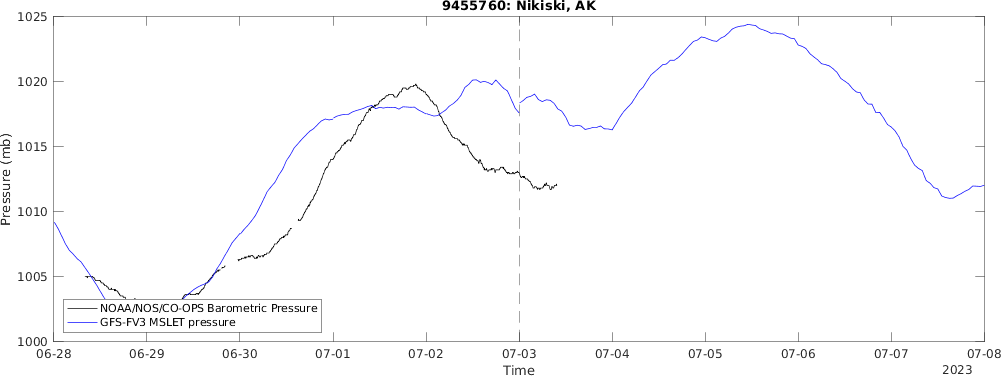 9455760: Nikiski, AK
Pressure (mb)
1025
1020
1015
1010
1005
1000
NOAA/NOS/CO-OPS Barometric Pressure
GFS-FV3 MSLET pressure
06-28 06-29 06-30 07-01 07-02 07-03 07-04 07-05 07-06 07-07 07-08
Time
2023